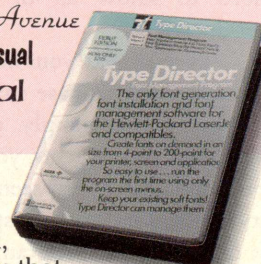 Avenue
sual
al
Type Director
Type Director
The only font generation
font installation and font
management software for
the Hewlett-Packard LaserJet
and compatibles.
Create fonts on demand in any
size from 4-point to 200-point for
your printer, screen and application
So easy to use... run the
program the first time using only
the on-screen menus.
Keep your existing soft fonts!
Type Director can manage them